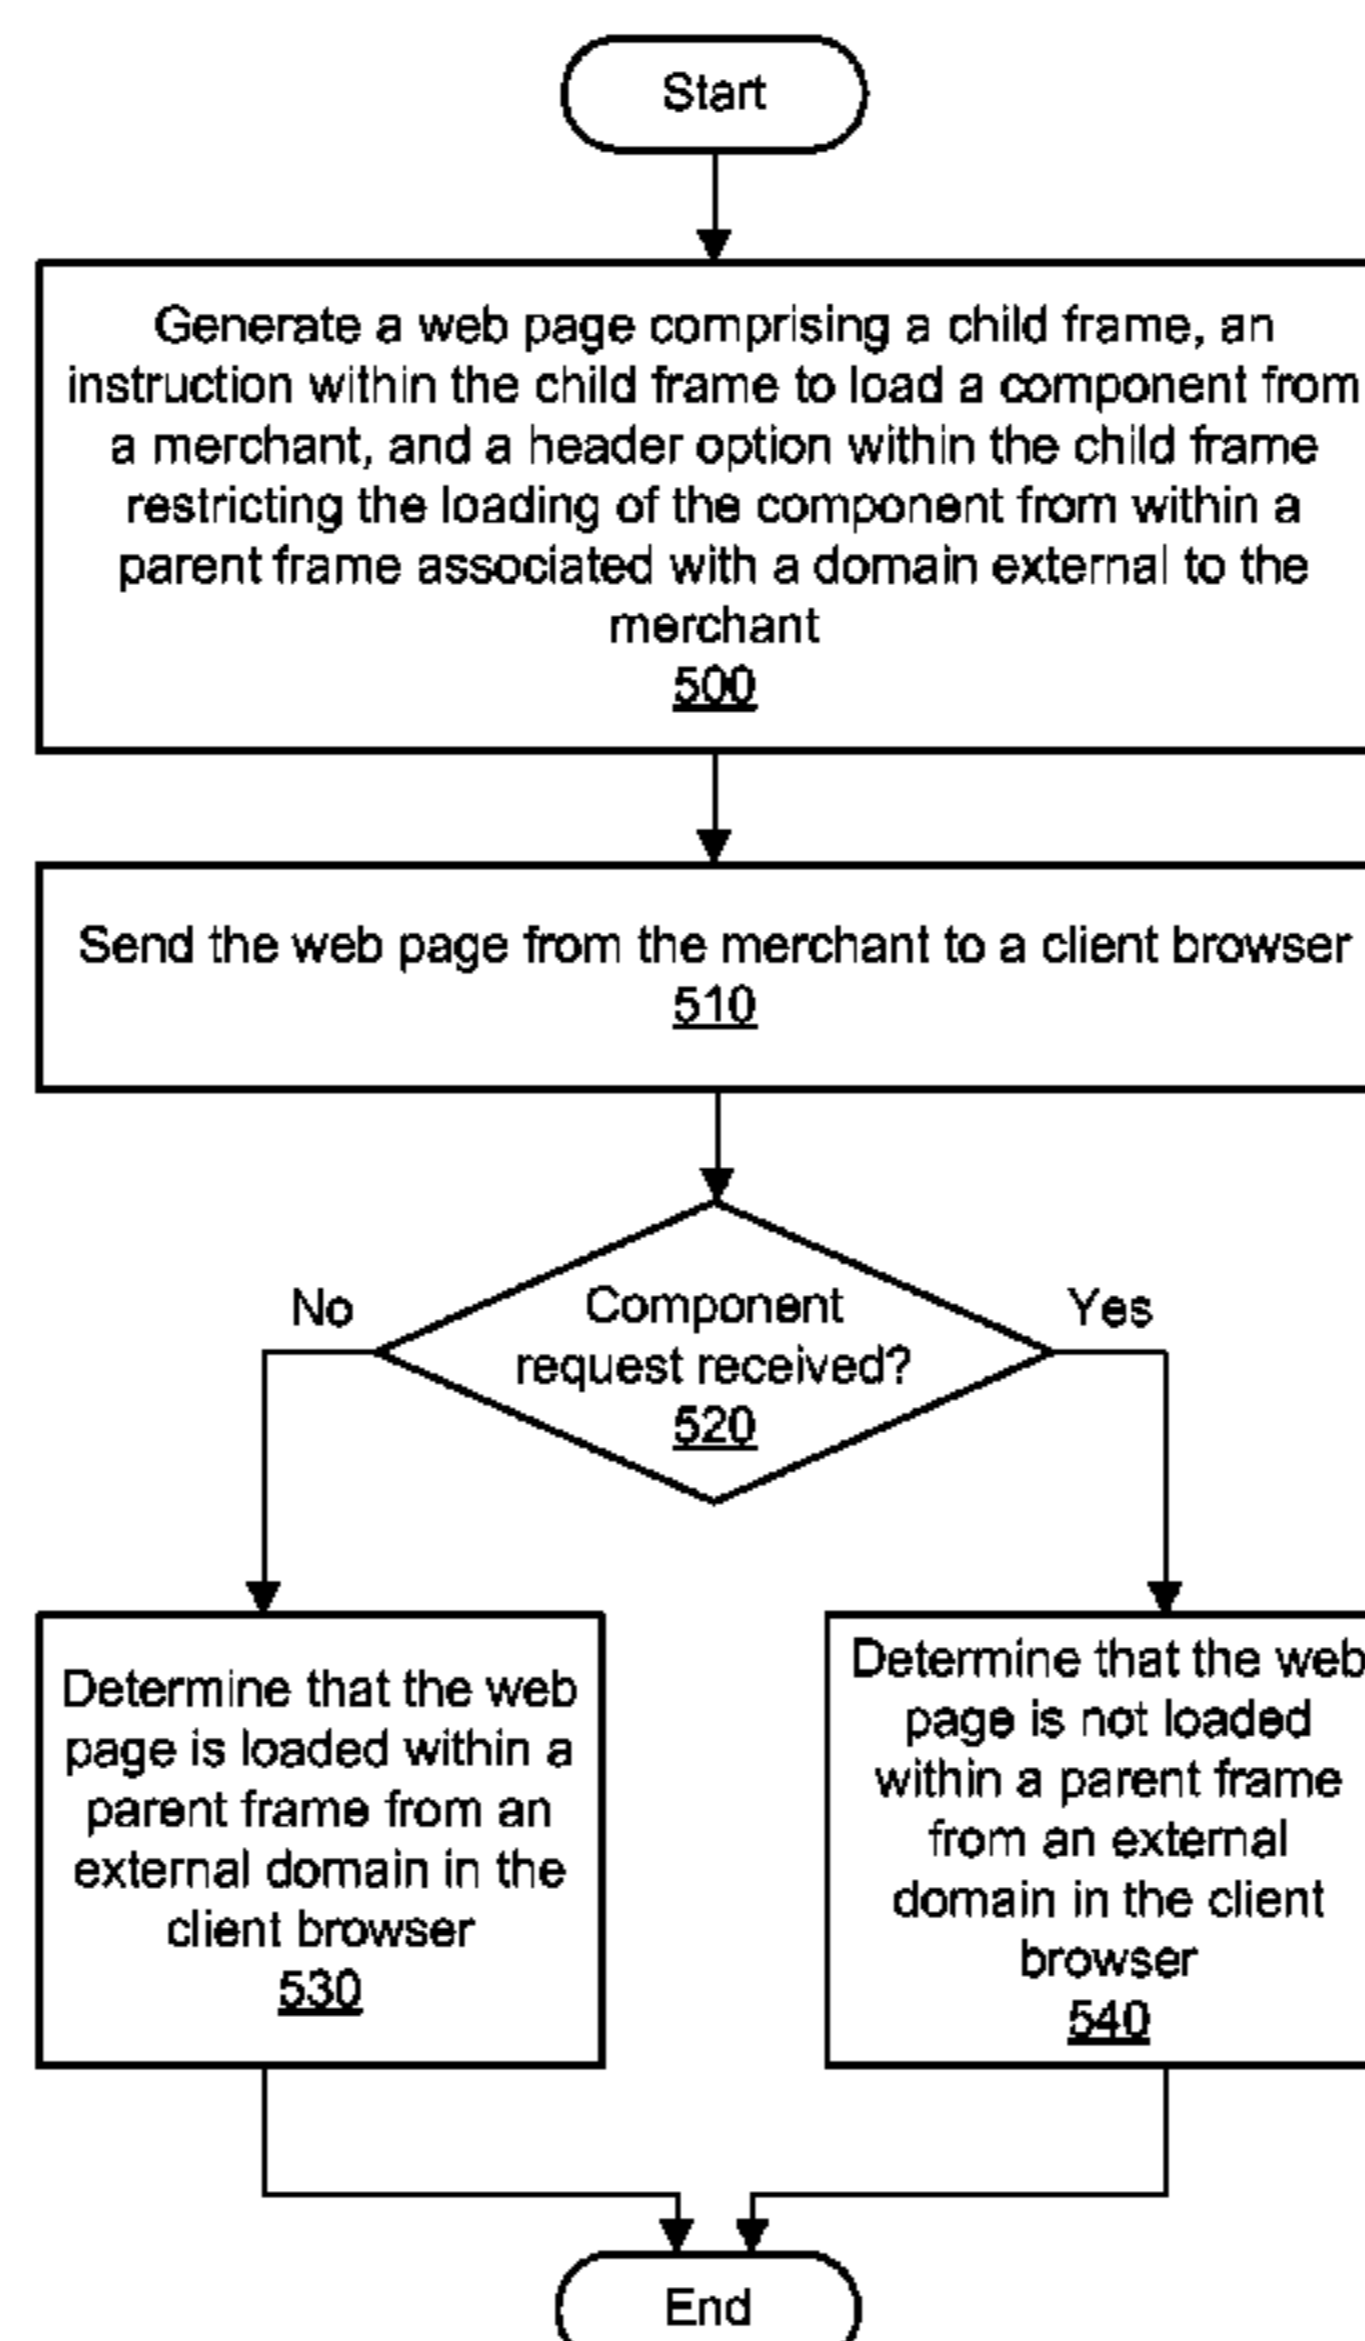 Start
Generate a web page comprising a child frame, an
instruction within the child frame to load a component from
a merchant, and a header option within the child frame
restricting the loading of the component from within a
parent frame associated with a domain external to the
merchant
500
Send the web page from the merchant to a client browser
510
No
Yes
Component
request received?
520
Determine that the web
page is loaded within a
parent frame from an
external domain in the
client browser
530
Determine that the web
page is not loaded
within a parent frame
from an external
domain in the client
browser
540
End